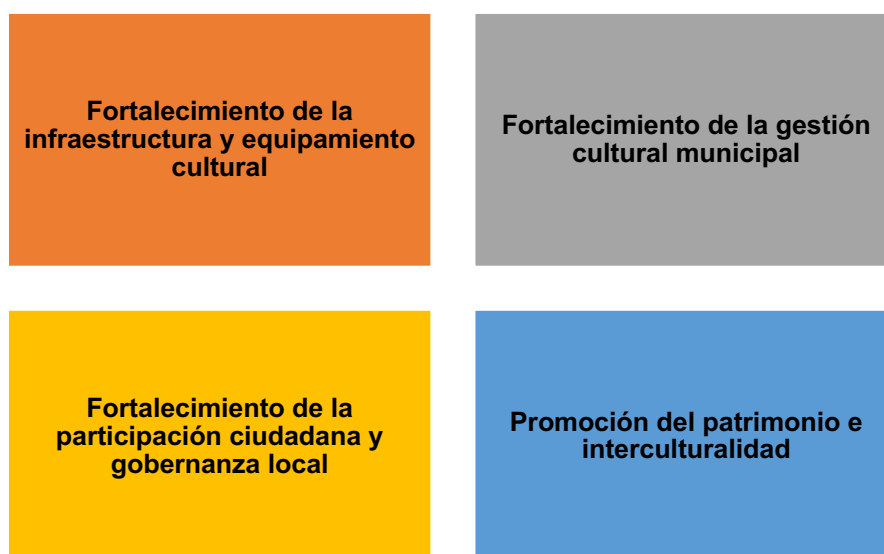 Fortalecimiento de la
infraestructura y equipamiento
cultural
Fortalecimiento de la gestión
cultural municipal
Fortalecimiento de la
participación ciudadana y
gobernanza local
Promoción del patrimonio e
interculturalidad